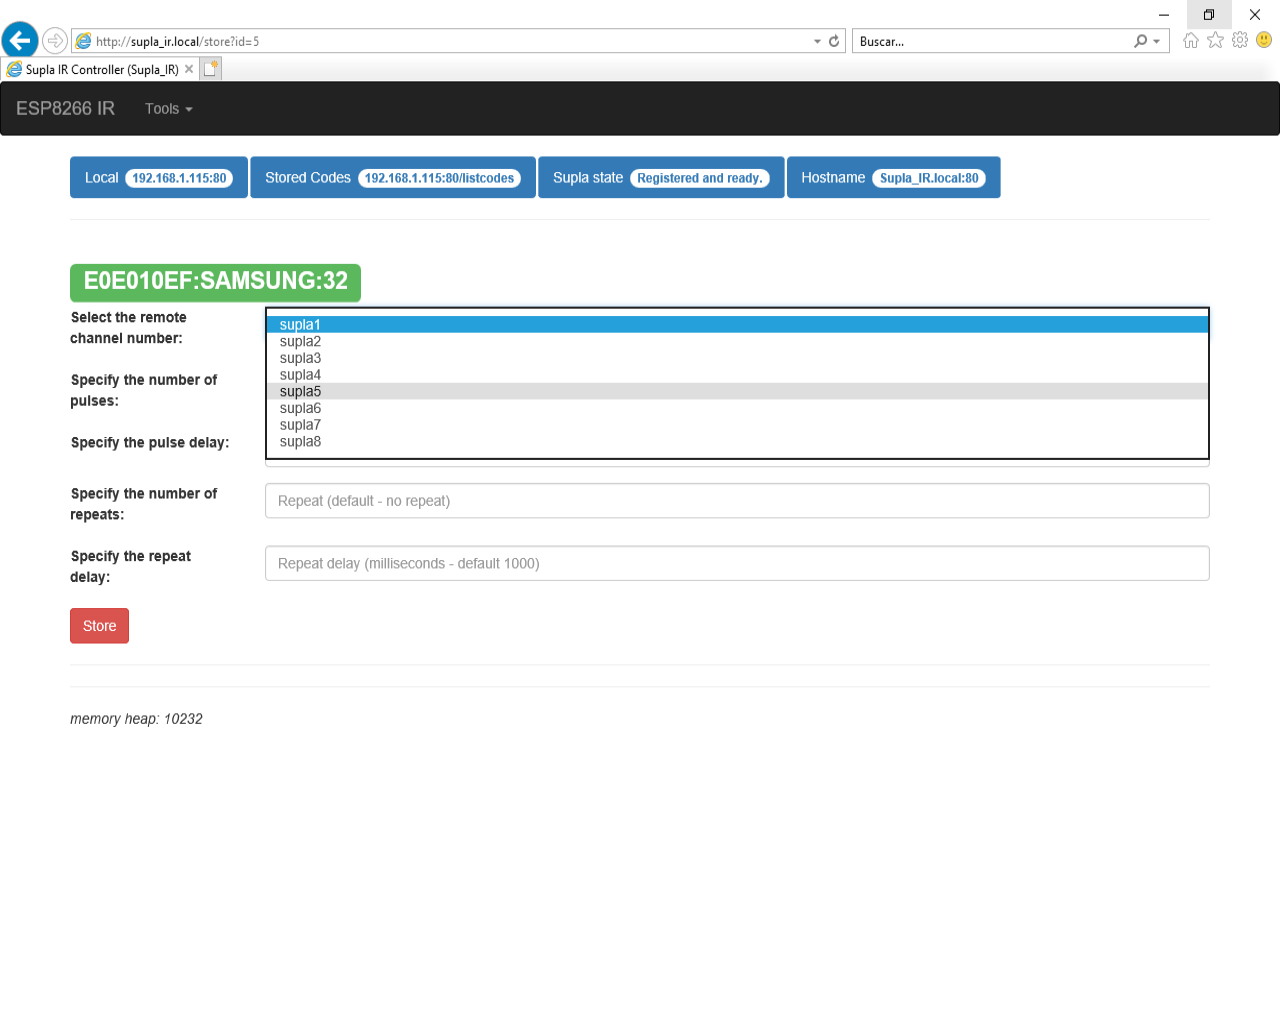 http://supla_ir.local/store?id=5
Buscar...
Supla IR Controller (Supla_IR)
ESP8266 IR Tools
Local 192.168.1.115:80 Stored Codes 192.168.1.115:80/listcodes Supla state Registered and ready. Hostname Supla_IR.local:80
E0E010EF:SAMSUNG:32
Select the remote
channel number:
supla1
supla2
supla3
supla4
supla5
supla6
supla7
supla8
Specify the number of
pulses:
Specify the pulse delay:
Specify the number of
repeats:
Repeat (default - no repeat)
Specify the repeat
delay:
Repeat delay (milliseconds - default 1000)
Store
memory heap: 10232